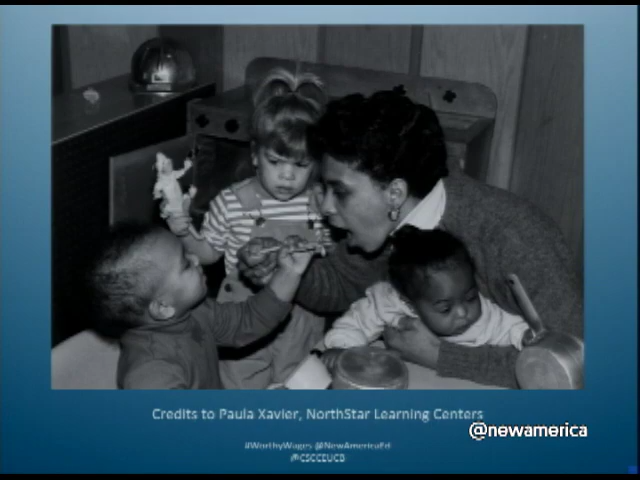 Credits to Paula Xavier, NorthStar Learning Centers
@newamerica
#WorthyWages @NewAmericaEd
@CSCCEUCB